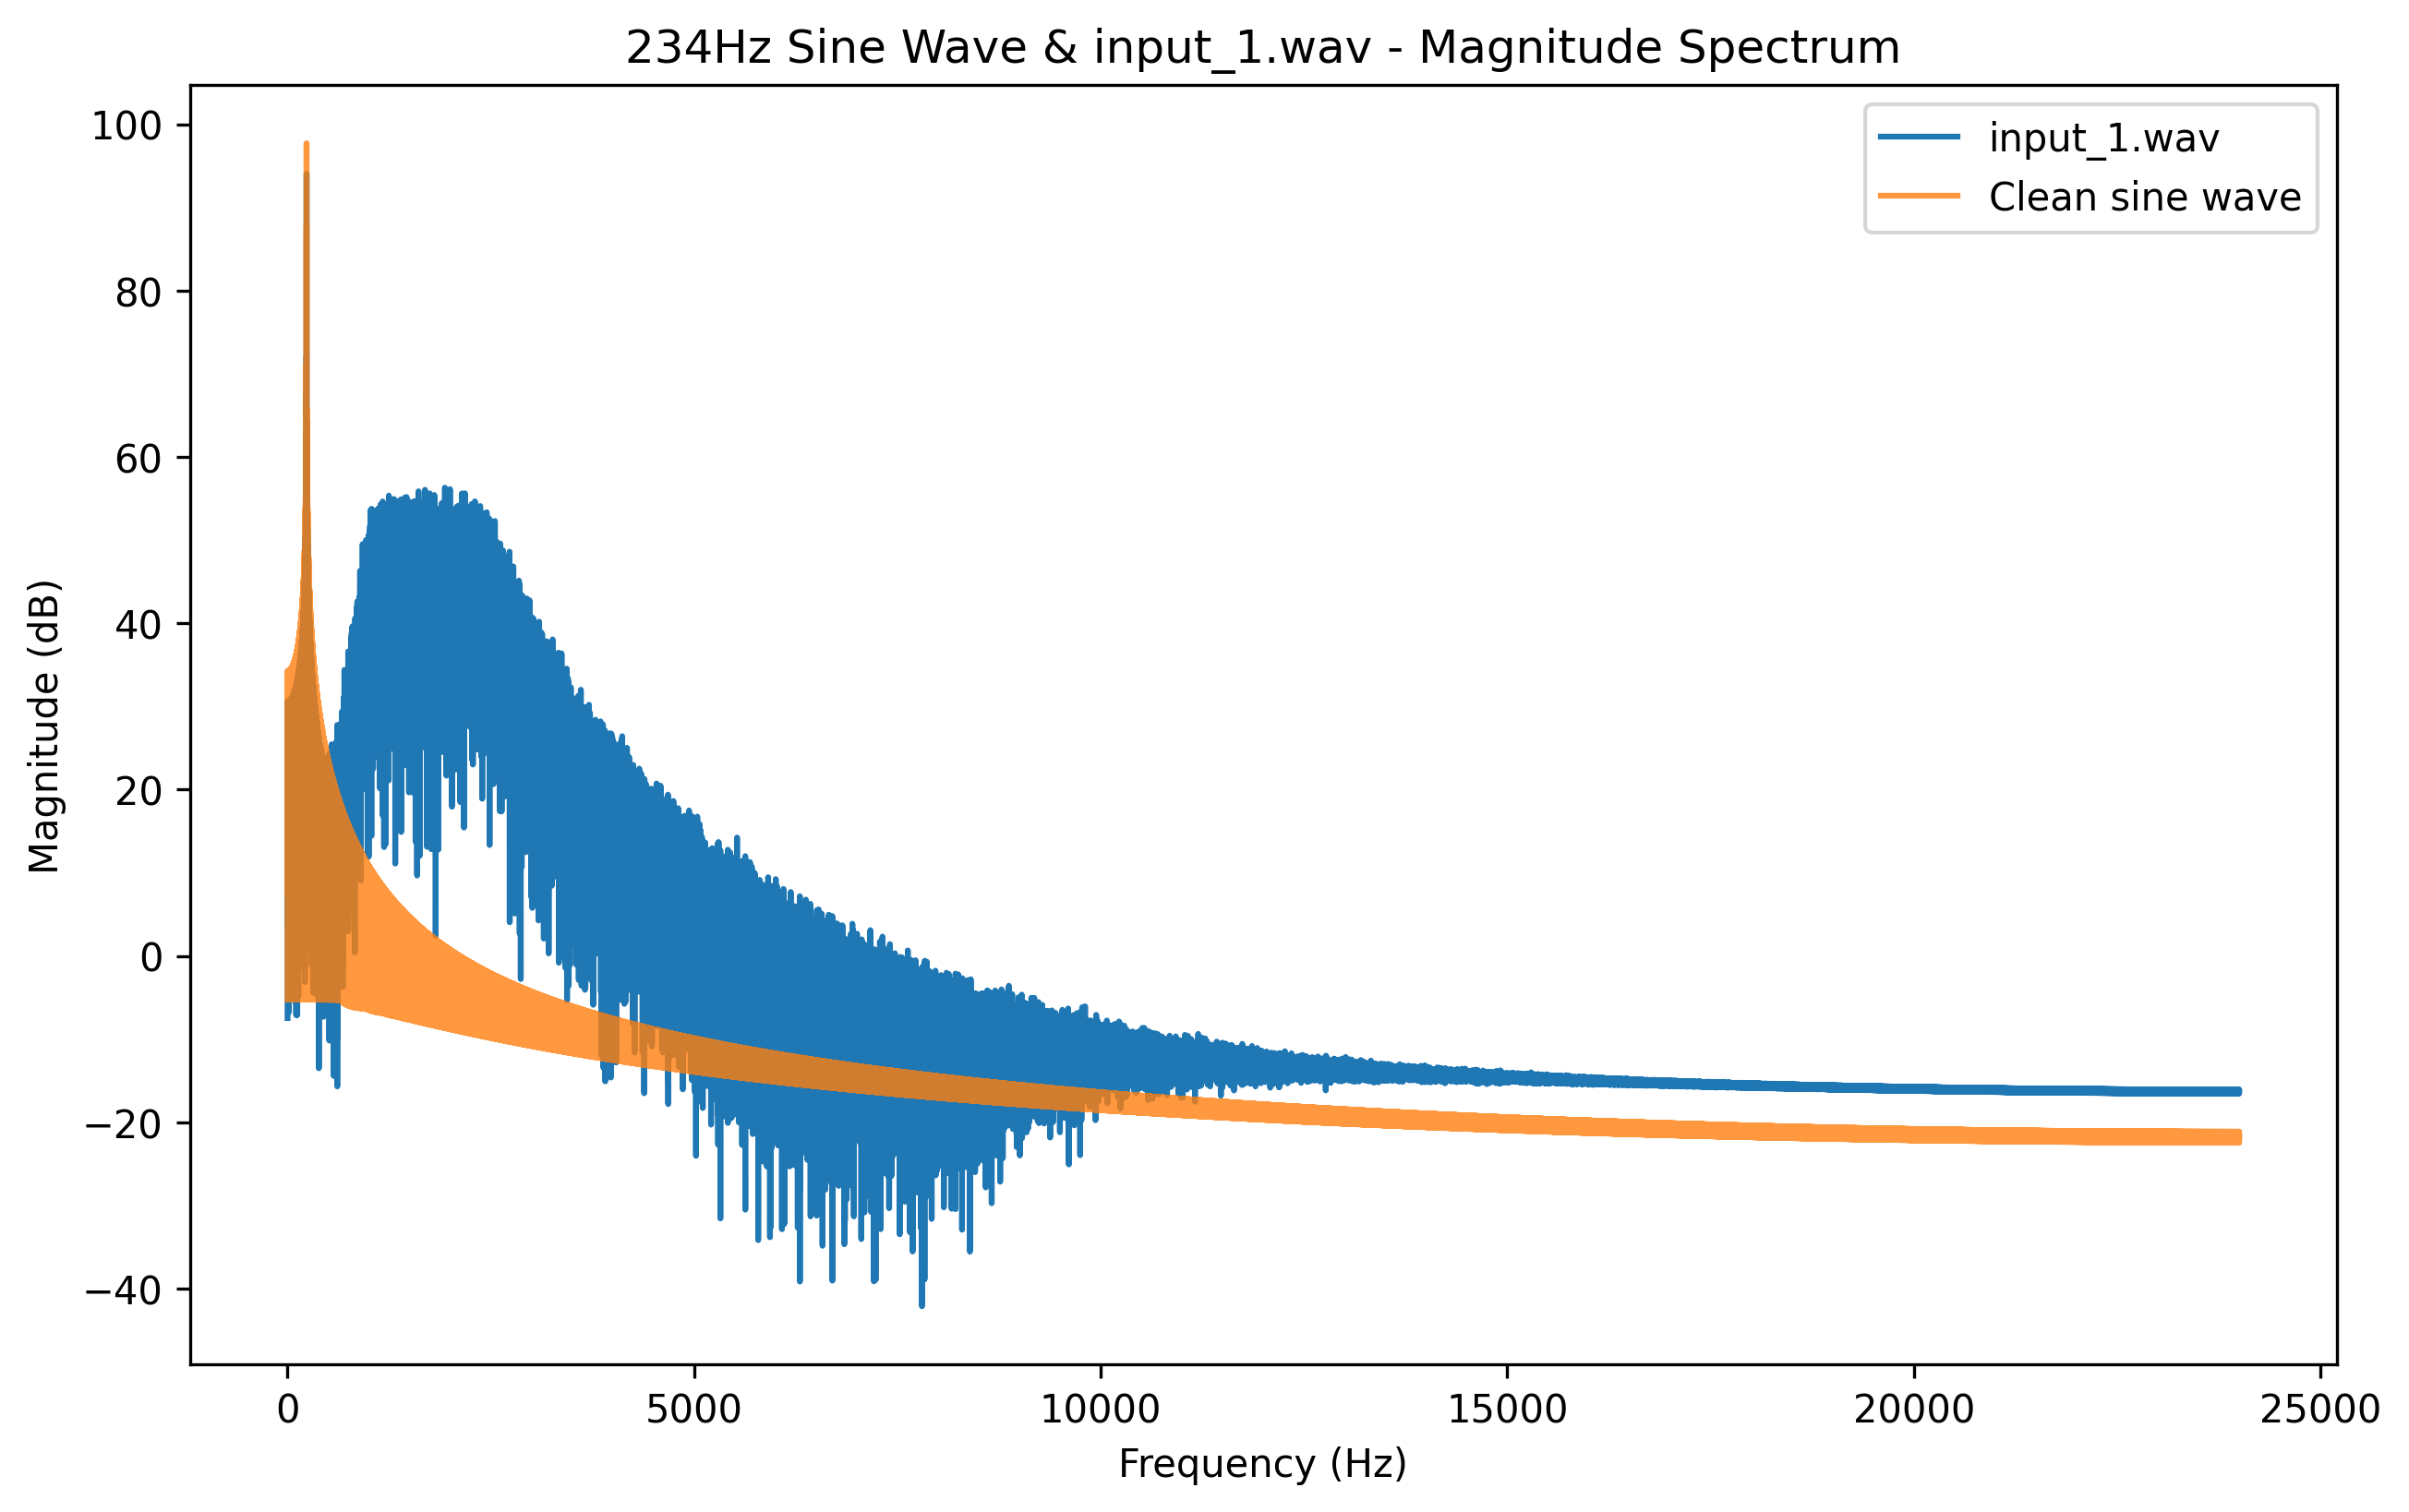 234Hz Sine Wave & input_1.wav - Magnitude Spectrum
input_1.wav
Clean sine wave
Magnitude (dB)
100
80
60
40
20
0
−20
−40
0 5000 10000 15000 20000 25000
Frequency (Hz)